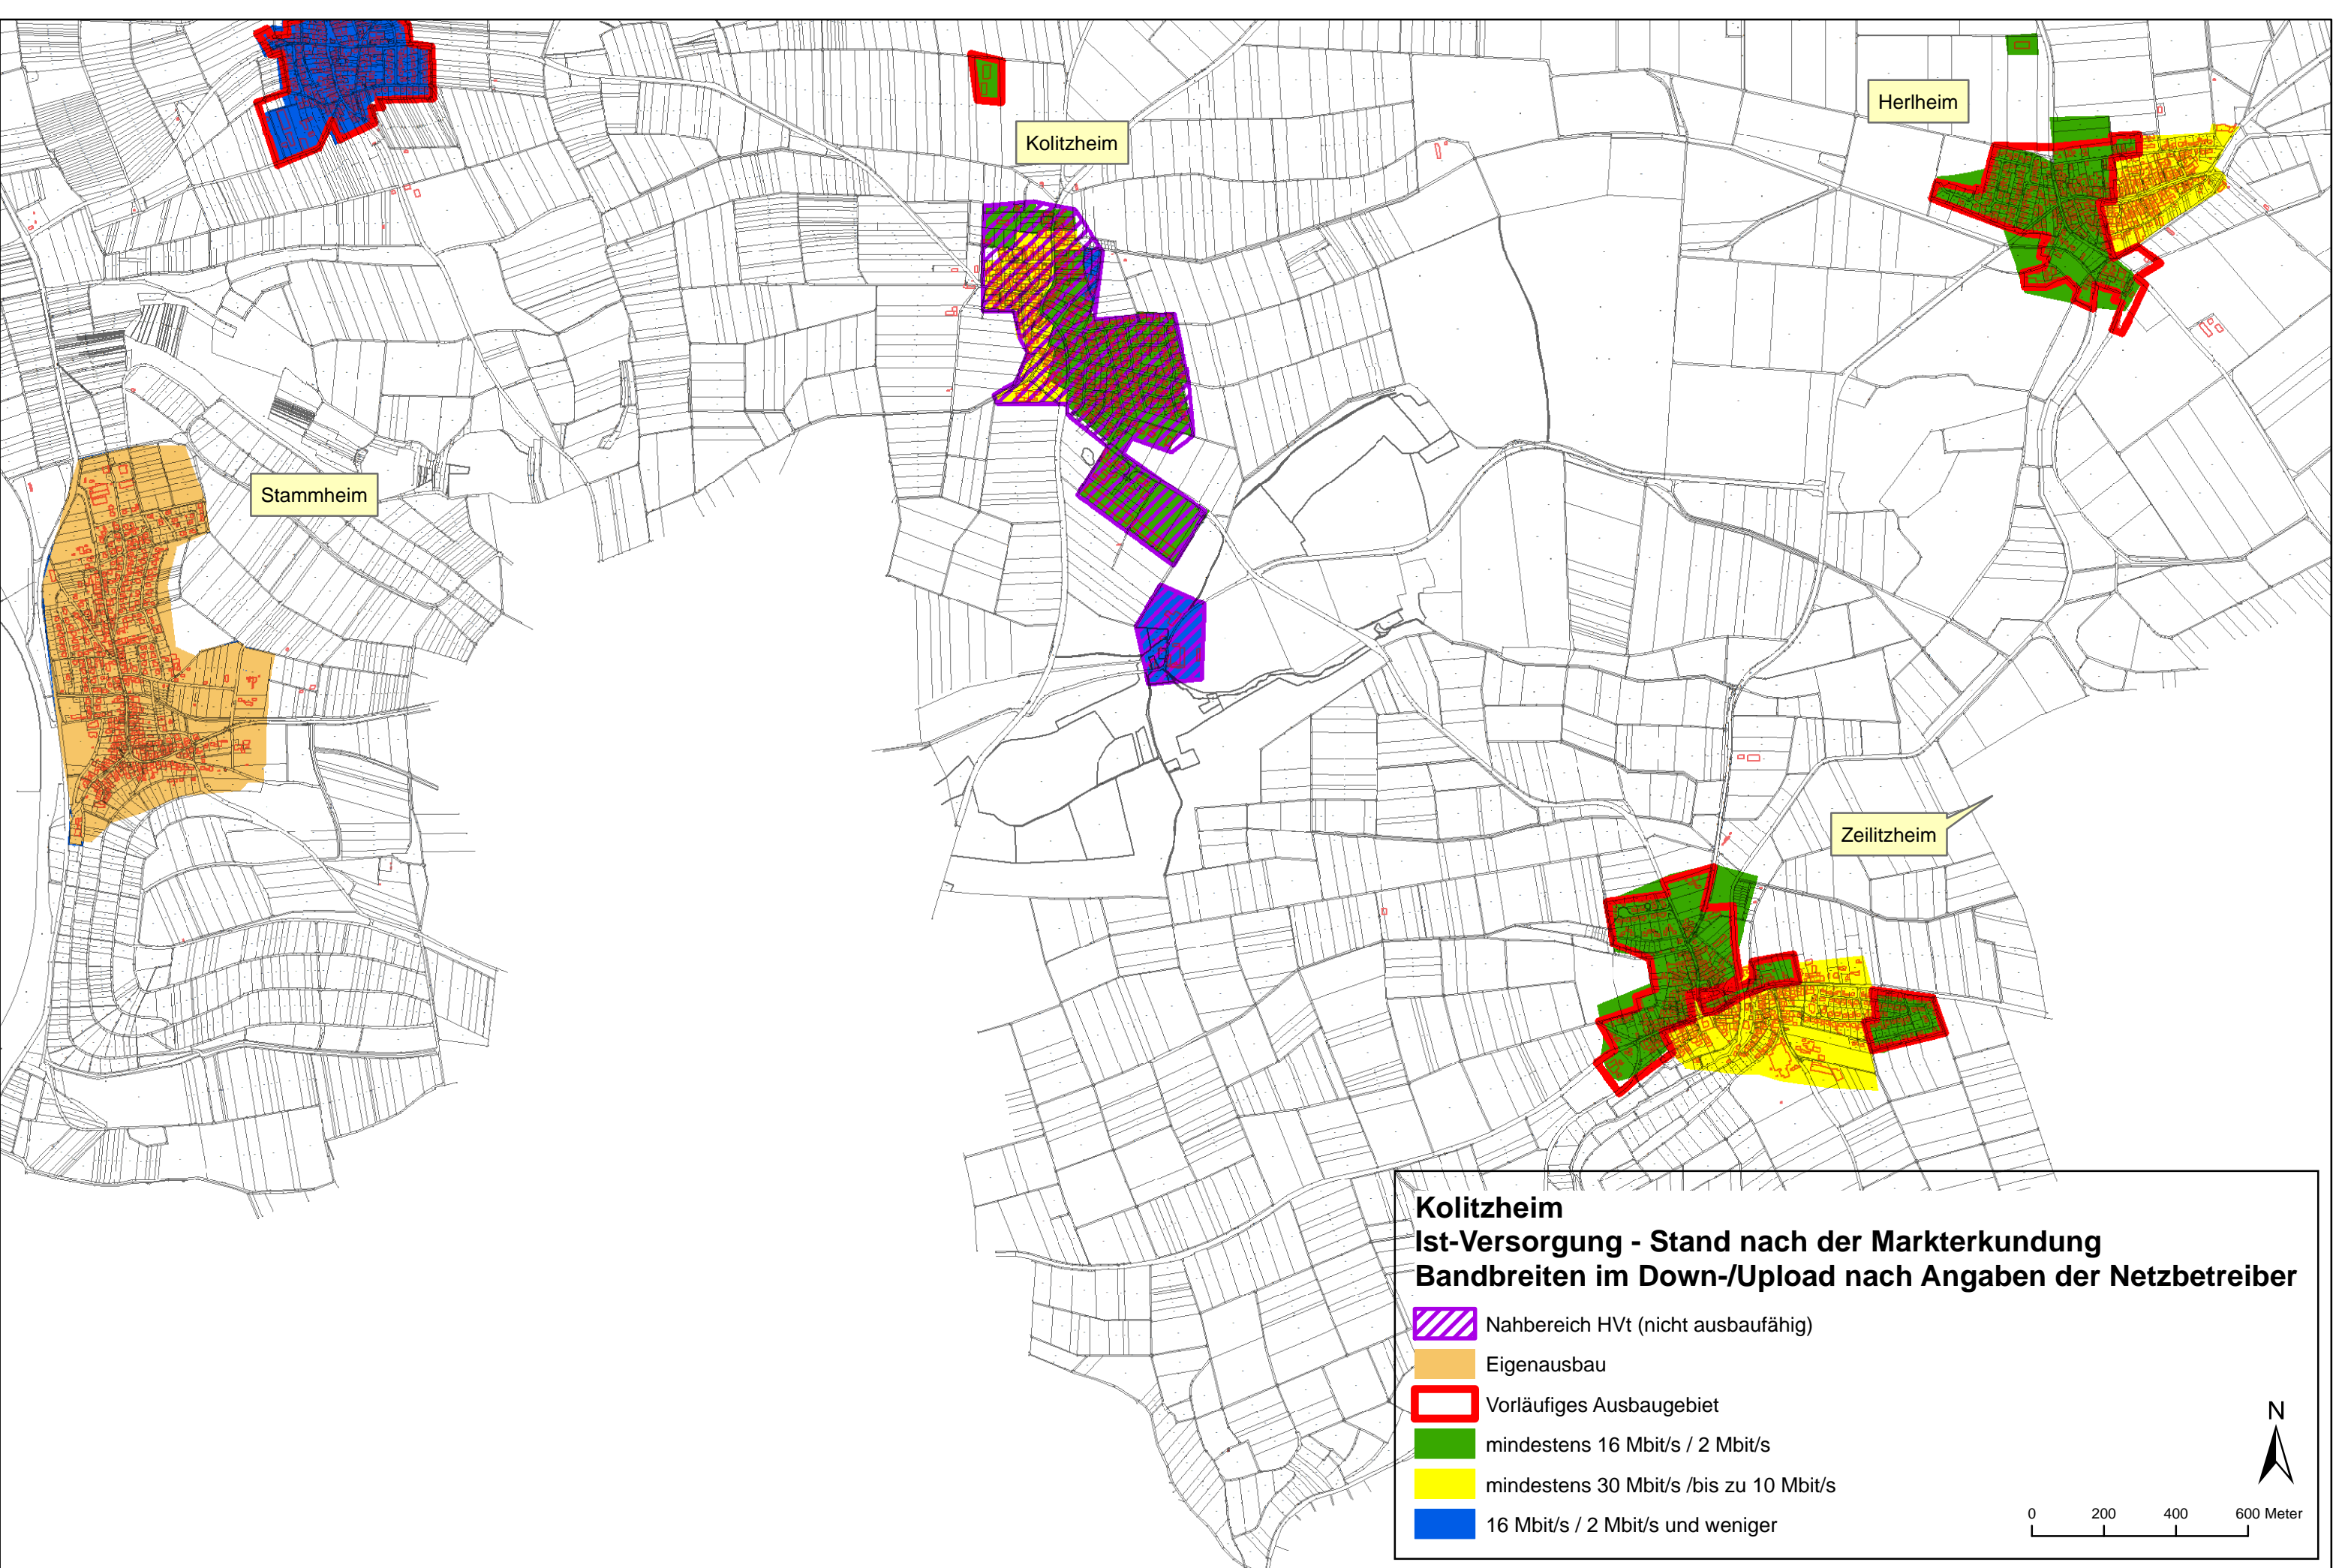 Herlheim
Kolitzheim
Stammheim
Zeilitzheim
Kolitzheim
Ist-Versorgung - Stand nach der Markterkundung
Bandbreiten im Down-/Upload nach Angaben der Netzbetreiber
Nahbereich HVt (nicht ausbaufähig)
Eigenausbau
Vorläufiges Ausbaugebiet
mindestens 16 Mbit/s / 2 Mbit/s
mindestens 30 Mbit/s /bis zu 10 Mbit/s
16 Mbit/s / 2 Mbit/s und weniger
N
0 200 400 600 Meter